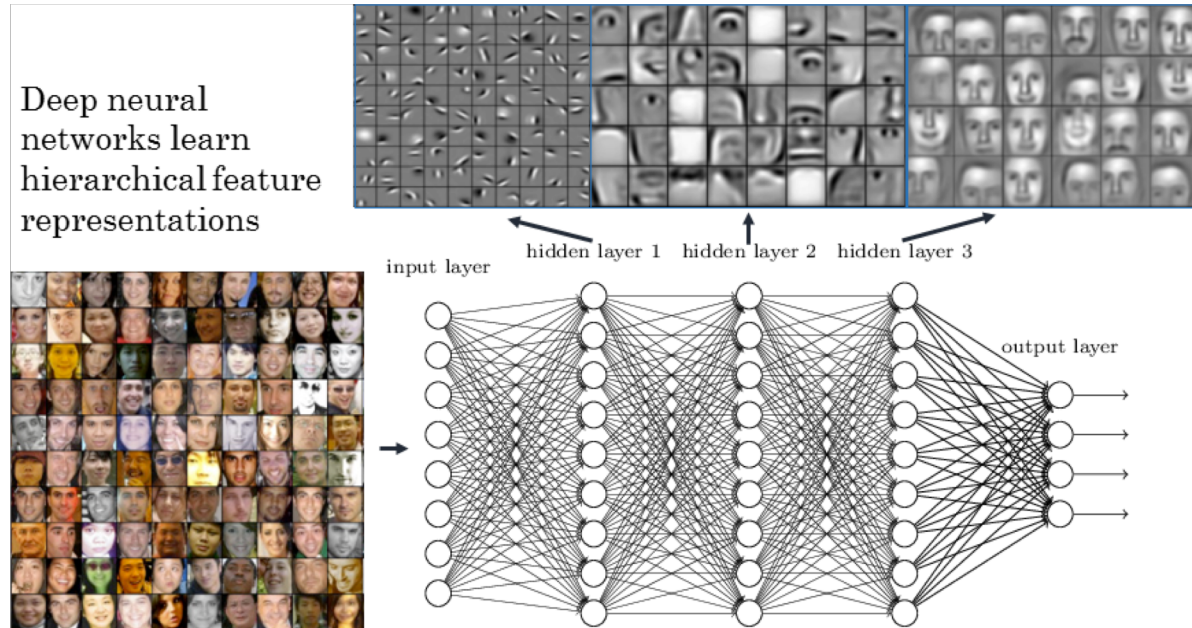 Deep neural
networks learn
hierarchical feature
representations
hidden layer 1
hidden layer 2
hidden layer 3
input layer
output layer